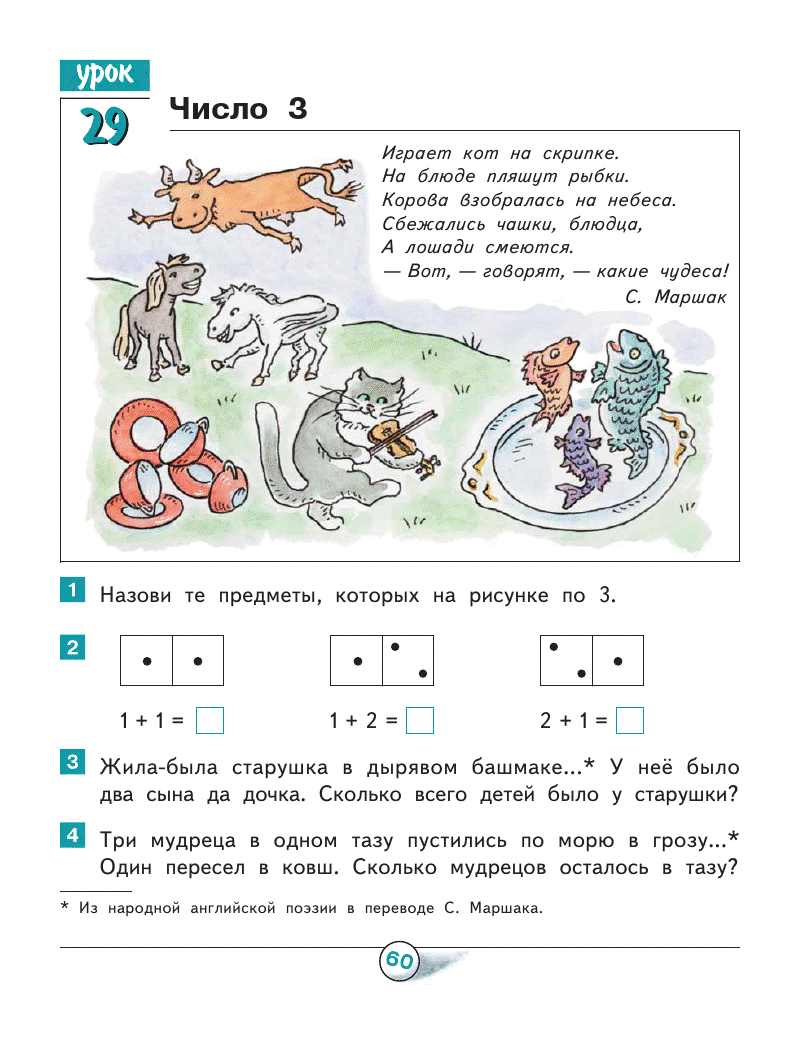 урок
29
Число 3
Играет кот на скрипке.
На блюде пляшут рыбки.
Корова взобралась на небеса.
Сбежались чашки, блюдца,
А лошади смеются.
— Вот, — говорят, — какие чудеса!
С. Маршак
1 Назови те предметы, которых на рисунке по 3.
2
1 + 1 =
1 + 2 =
2 + 1 =
3 Жила-была старушка в дырявом башмаке...* У неё было
два сына да дочка. Сколько всего детей было у старушки?
4 Три мудреца в одном тазу пустились по морю в грозу...*
Один пересел в ковш. Сколько мудрецов осталось в тазу?
* Из народной английской поэзии в переводе С. Маршака.
60